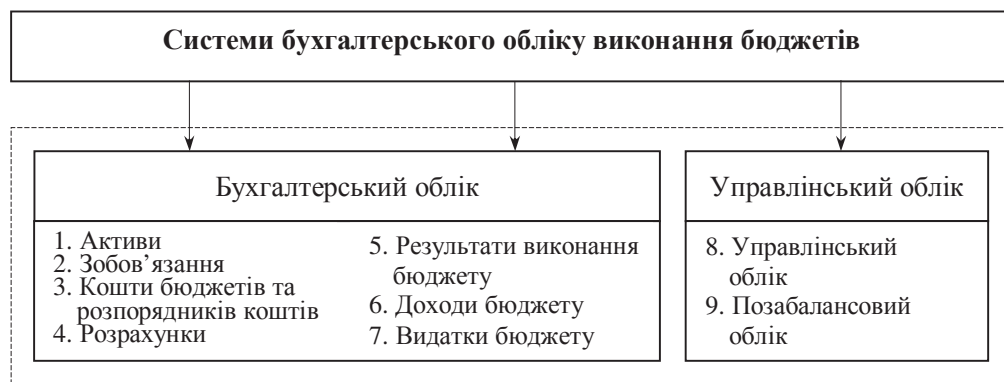 Системи бухгалтерського обліку виконання бюджетів
Бухгалтерський облік
1. Активи
2. Зобов’язання
3. Кошти бюджетів та
розпорядників коштів
4. Розрахунки
5. Результати виконання
бюджету
6. Доходи бюджету
7. Видатки бюджету
Управлінський облік
8. Управлінський
облік
9. Позабалансовий
облік